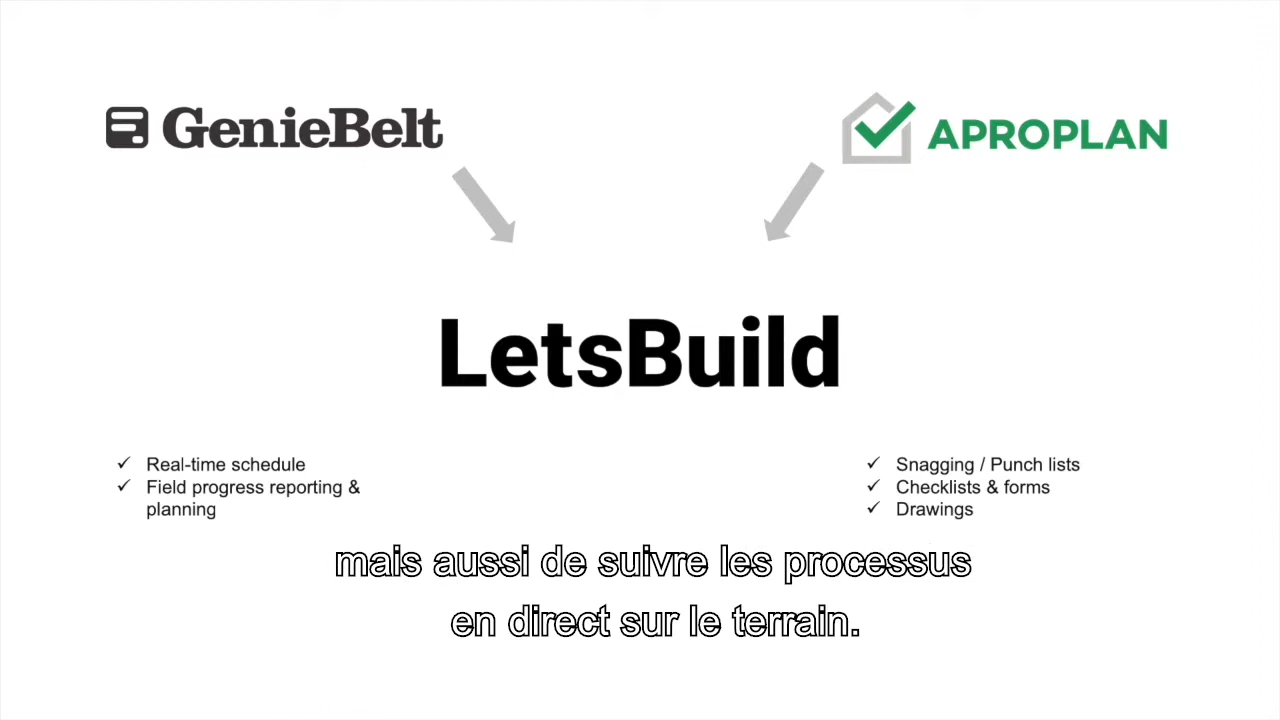 GenieBelt
APROPLAN
LetsBuild
✓ Real-time schedule
✓ Field progress reporting &
planning
✓ Snagging / Punch lists
✓ Checklists & forms
✓ Drawings
mais aussi de suivre les processus
en direct sur le terrain.